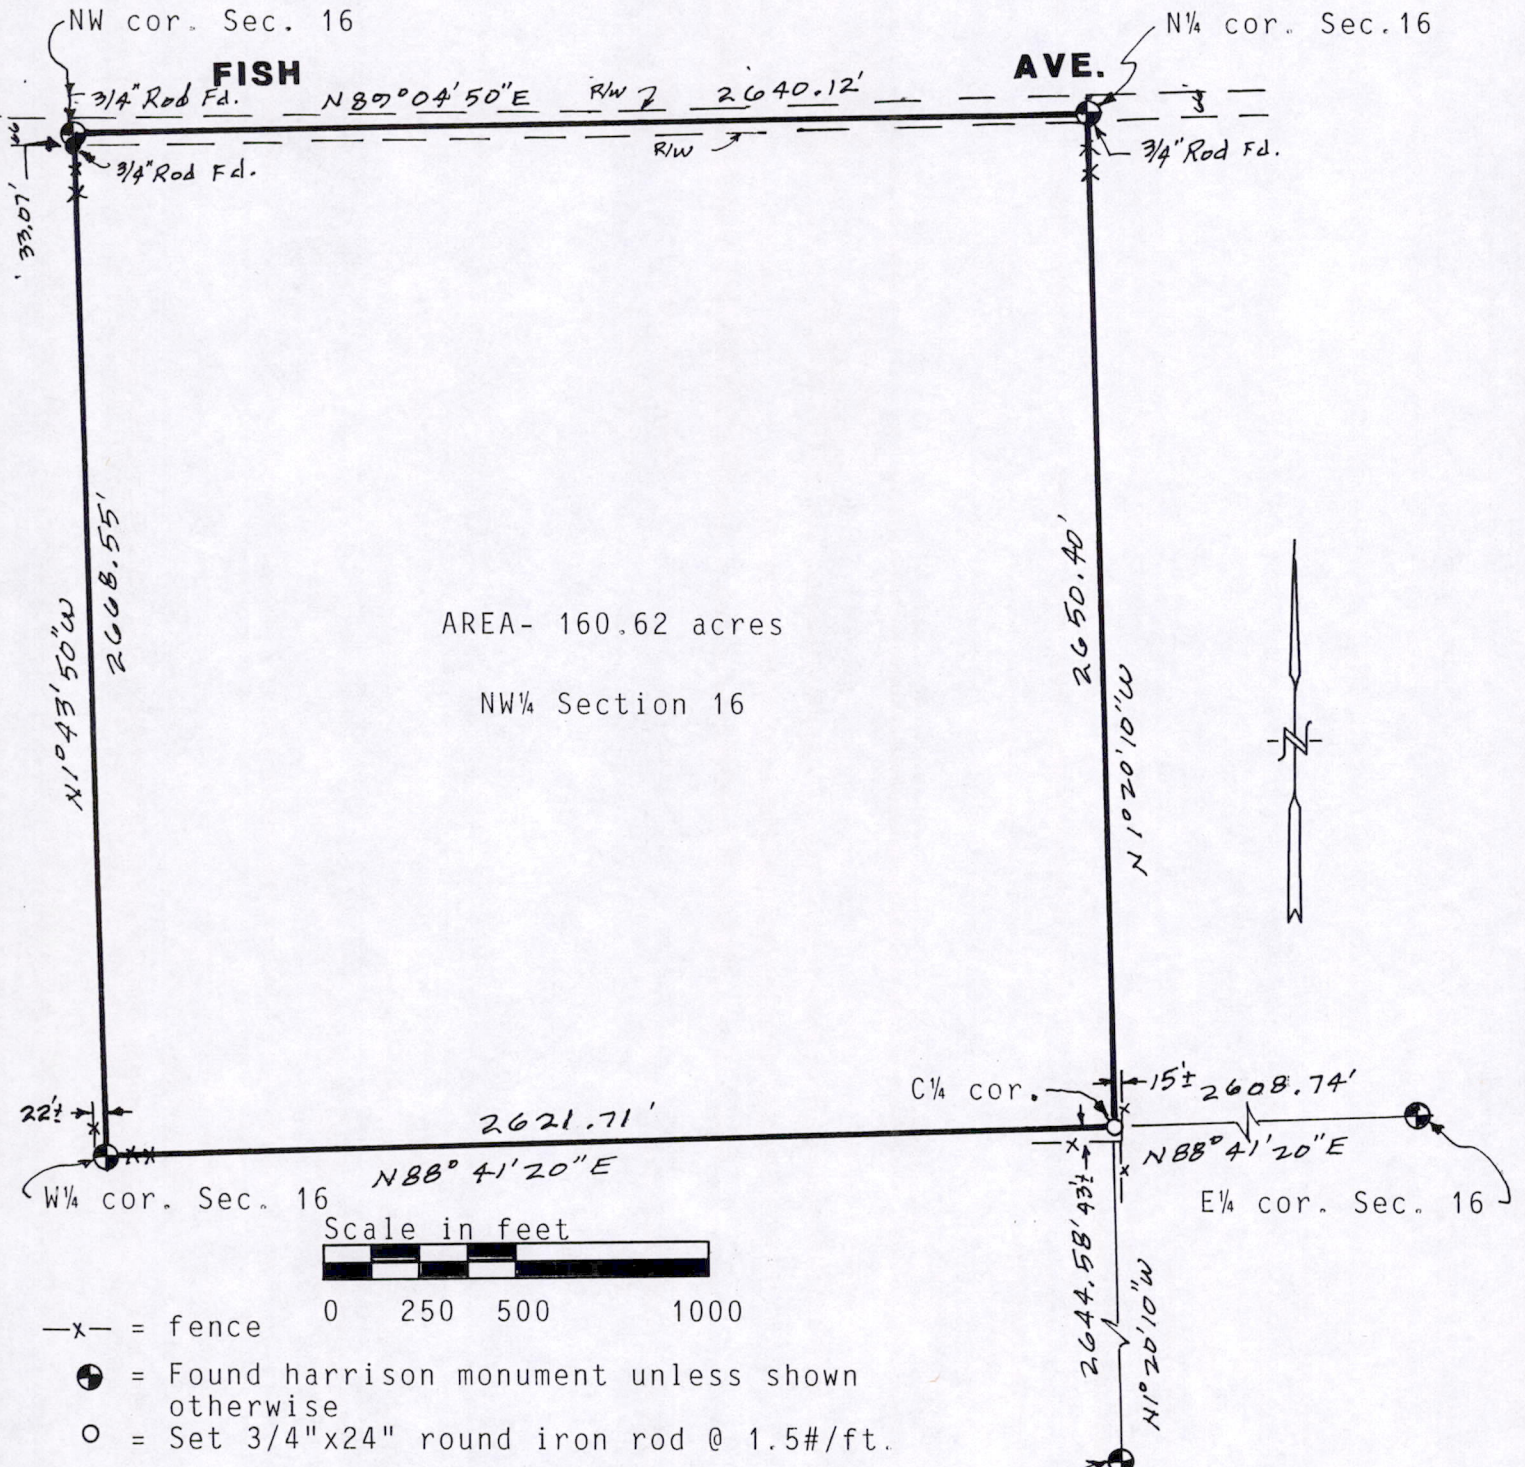 NW cor. Sec. 16
N¼ cor. Sec. 16
FISH
AVE.
3/4" Rod Fd.
N89°04'50"E
R/W
2640.12'
R/W
3/4" Rod Fd.
3/4" Rod Fd.
33.07'
2668.55'
N1°43'50"W
2650.40'
N1°20'10"W
AREA- 160.62 acres
NW¼ Section 16
N
C¼ cor.
15'±
2608.74'
22'±
2621.71'
N88°41'20"E
N88°41'20"E
W¼ cor. Sec. 16
E¼ cor. Sec. 16
43'±
2644.58'
N1°20'10"W
Scale in feet
0 250 500 1000
—x— = fence
= Found harrison monument unless shown
otherwise
= Set 3/4"x24" round iron rod @ 1.5#/ft.